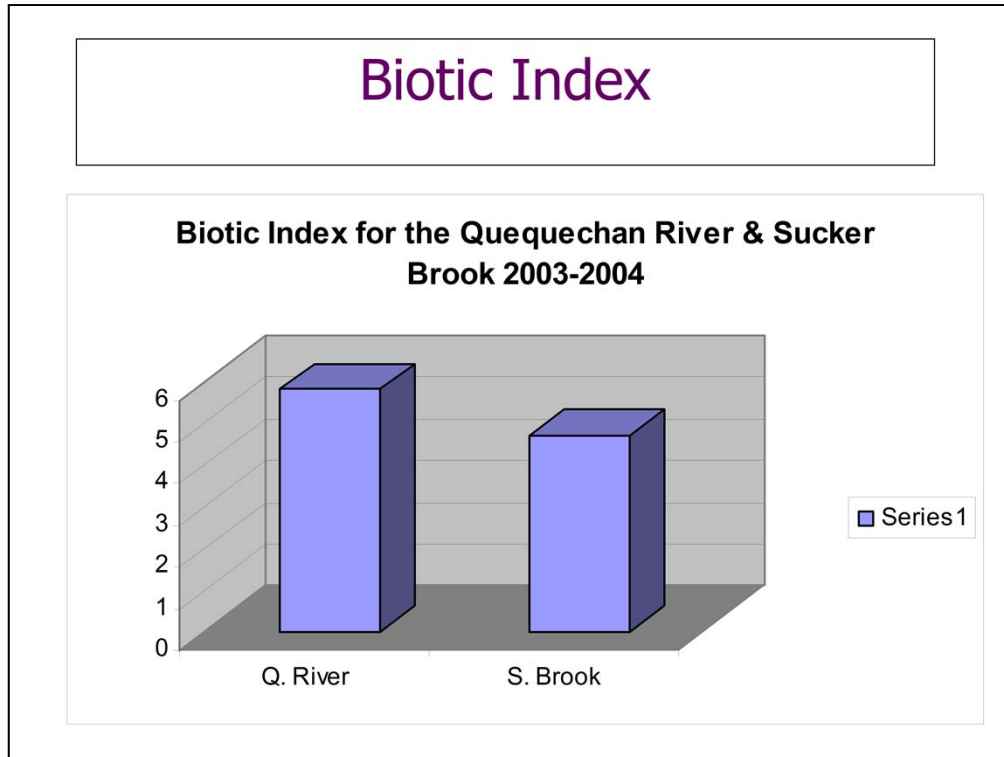 Biotic Index
Biotic Index for the Quequechan River & Sucker
Brook 2003-2004
6
5
4
3
2
1
0
Q. River
S. Brook
Series1